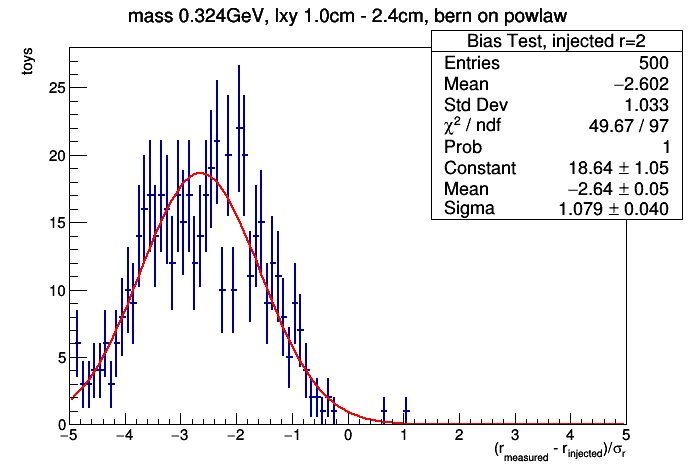 mass 0.324GeV, lxy 1.0cm - 2.4cm, bern on powlaw
toys
Bias Test, injected r=2
Entries 500
Mean −2.602
Std Dev 1.033
χ² / ndf 49.67 / 97
Prob 1
Constant 18.64 ± 1.05
Mean −2.64 ± 0.05
Sigma 1.079 ± 0.040
25
20
15
10
5
0
−5 −4 −3 −2 −1 0 1 2 3 4 5
(r_measured - r_injected)/σ_r